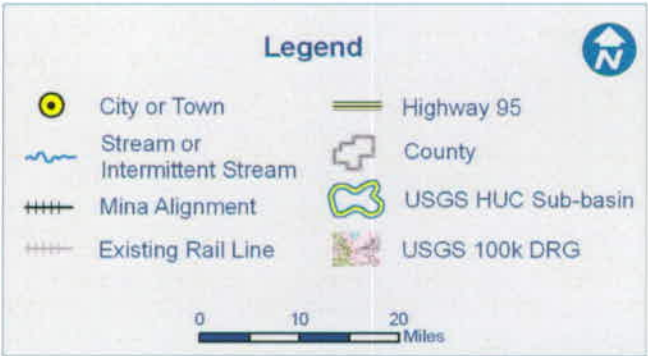 Legend
N
City or Town
Stream or
Intermittent Stream
Mina Alignment
Existing Rail Line
Highway 95
County
USGS HUC Sub-basin
USGS 100k DRG
0 10 20
Miles